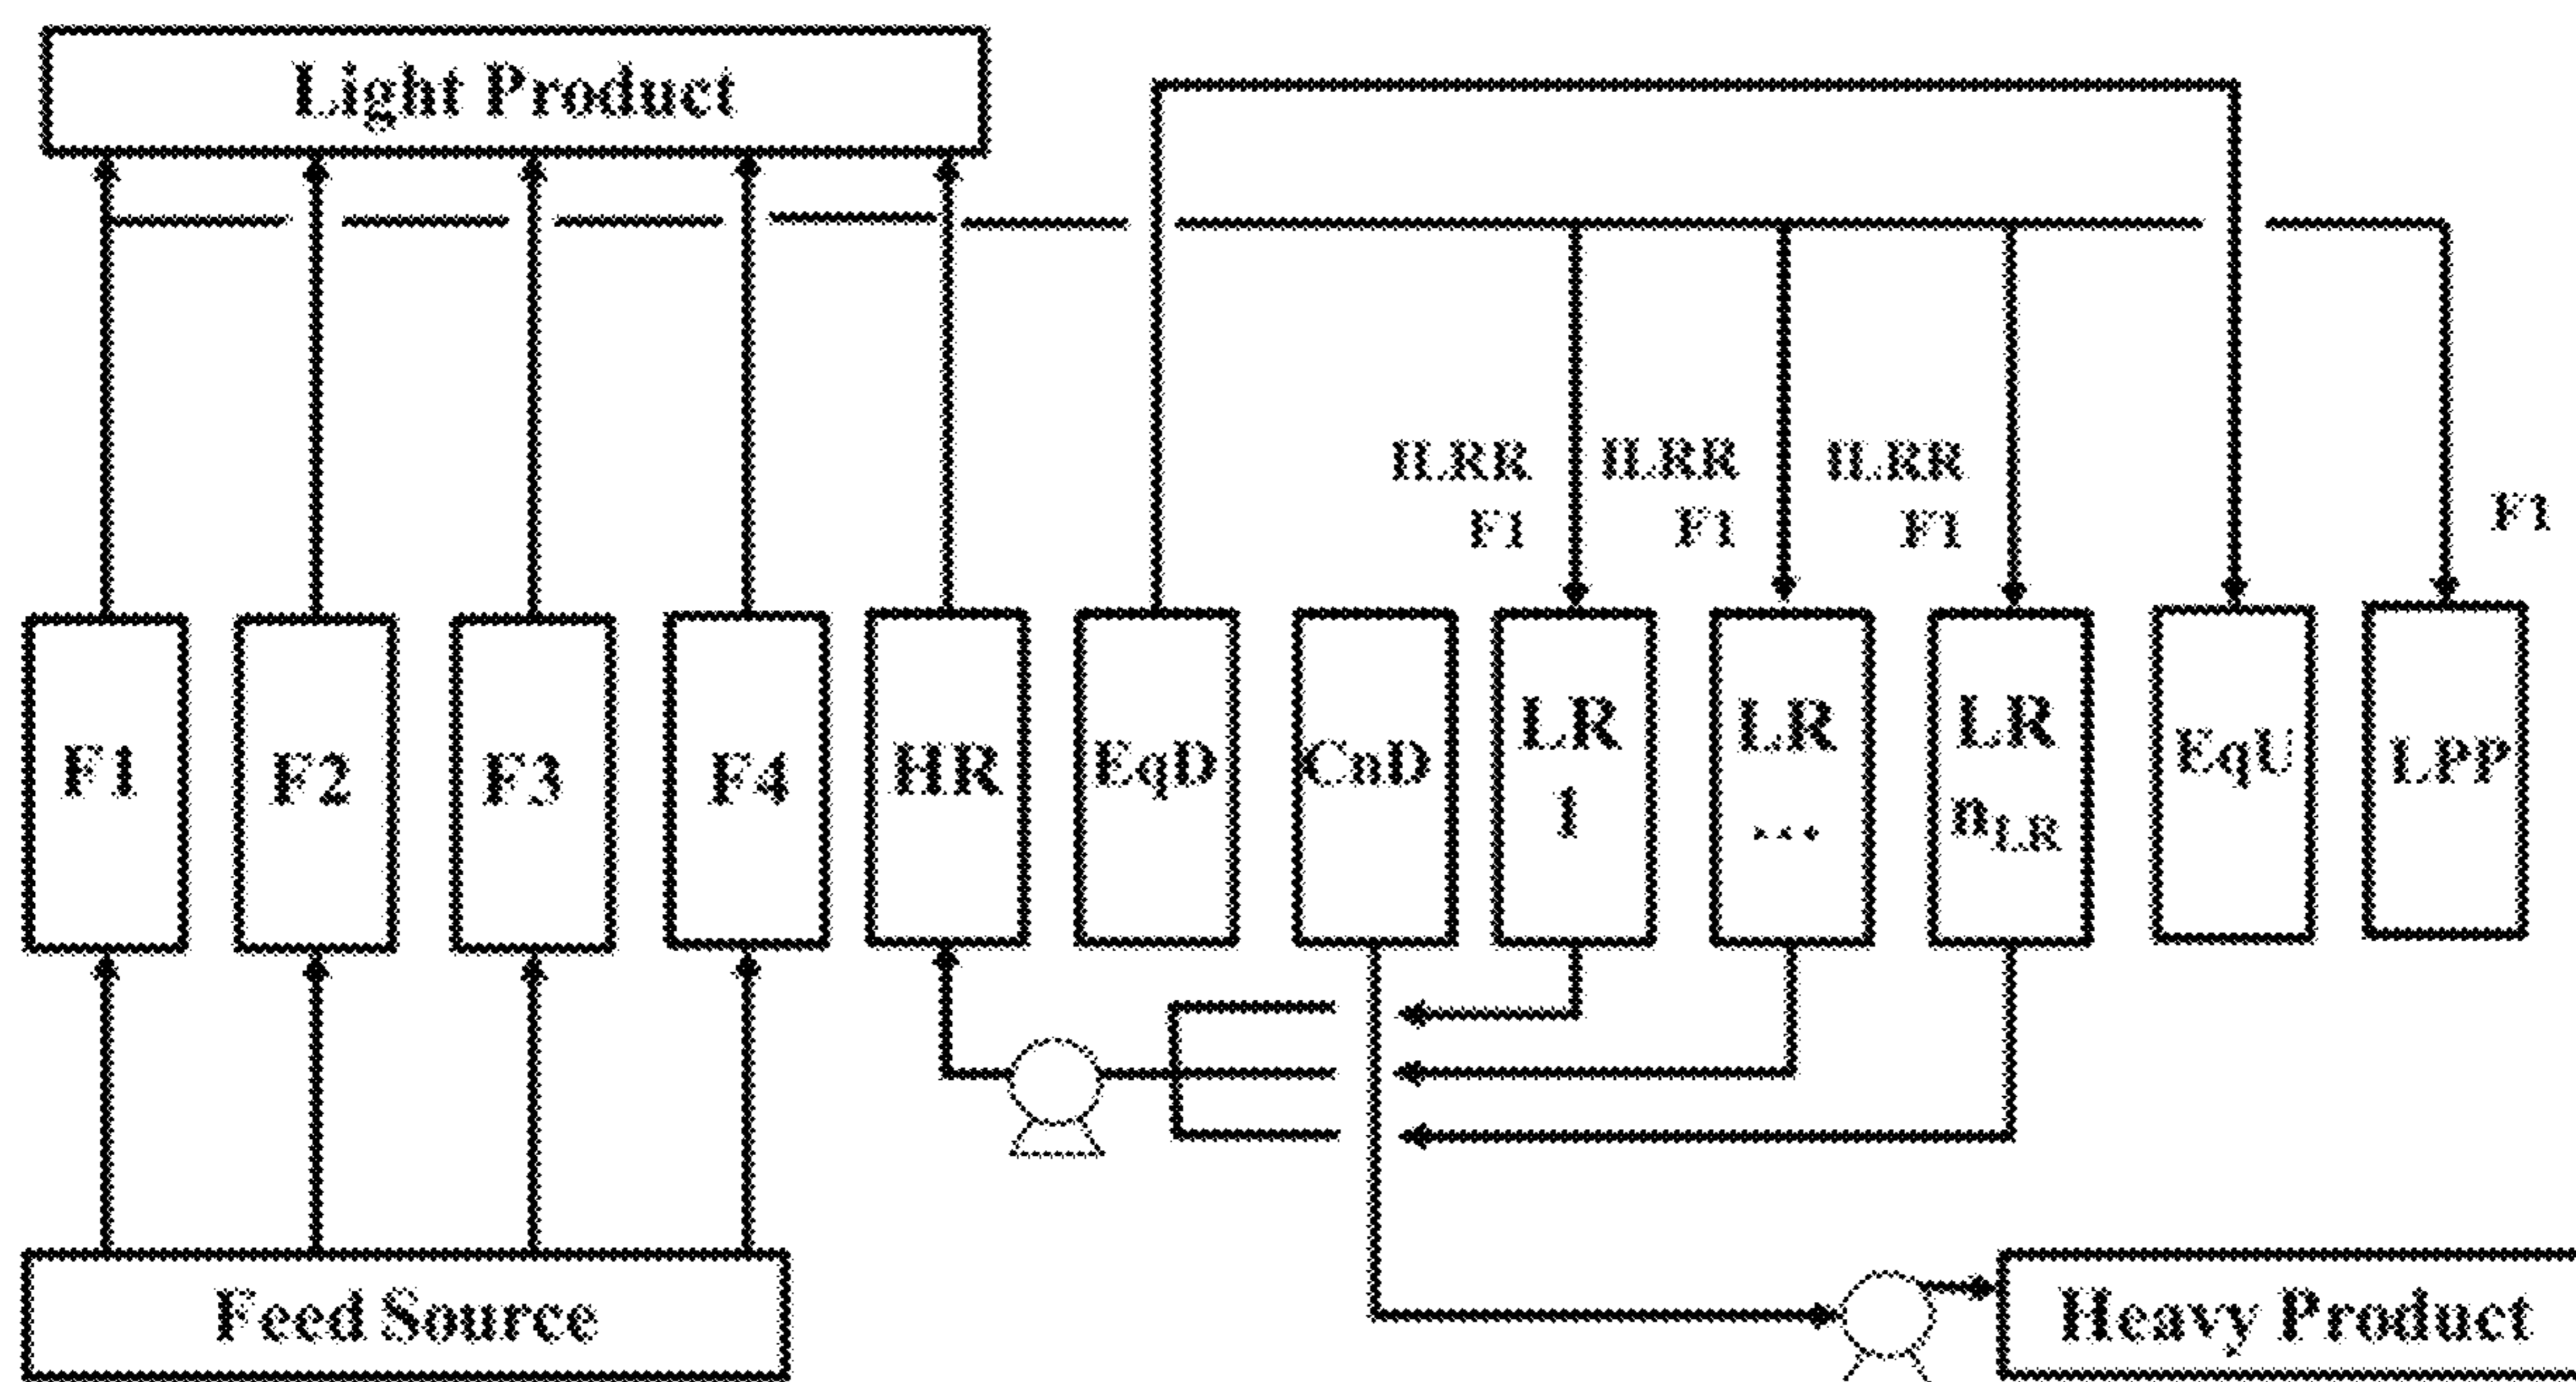 Light Product
ILRR
F1
ILRR
F1
ILRR
F1
F1
F1
F2
F3
F4
HR
EqD
CnD
LR
1
LR
...
LR
nLR
EqU
LPP
Feed Source
Heavy Product